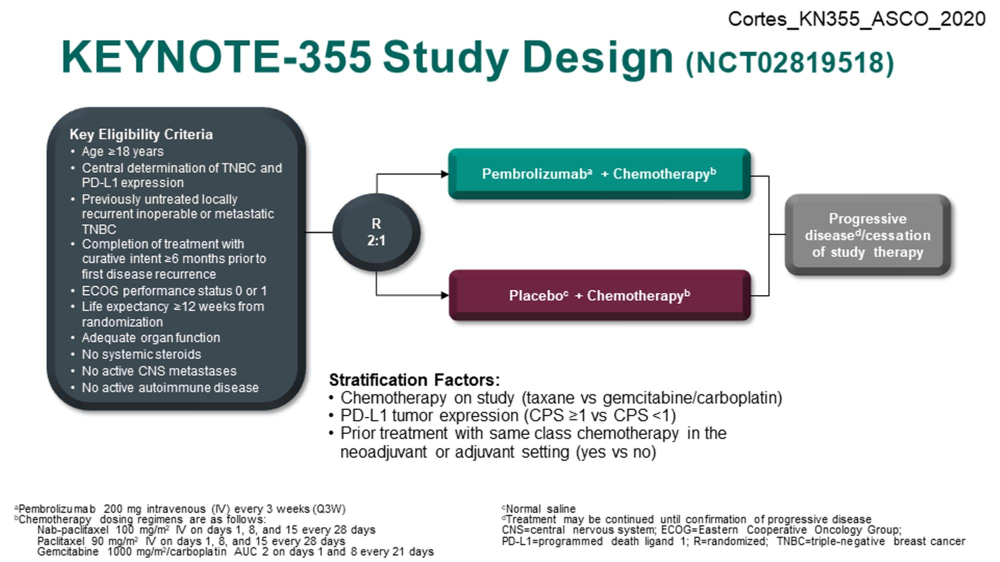 Cortes_KN355_ASCO_2020
KEYNOTE-355 Study Design (NCT02819518)
Key Eligibility Criteria
• Age ≥18 years
• Central determination of TNBC and
PD-L1 expression
• Previously untreated locally
recurrent inoperable or metastatic
TNBC
• Completion of treatment with
curative intent ≥6 months prior to
first disease recurrence
• ECOG performance status 0 or 1
• Life expectancy ≥12 weeks from
randomization
• Adequate organ function
• No systemic steroids
• No active CNS metastases
• No active autoimmune disease
R
2:1
Pembrolizumabᵃ + Chemotherapyᵇ
Placeboᶜ + Chemotherapyᵇ
Progressive
diseaseᵈ/cessation
of study therapy
Stratification Factors:
• Chemotherapy on study (taxane vs gemcitabine/carboplatin)
• PD-L1 tumor expression (CPS ≥1 vs CPS <1)
• Prior treatment with same class chemotherapy in the
neoadjuvant or adjuvant setting (yes vs no)
ᵃPembrolizumab 200 mg intravenous (IV) every 3 weeks (Q3W)
ᵇChemotherapy dosing regimens are as follows:
Nab-paclitaxel 100 mg/m² IV on days 1, 8, and 15 every 28 days
Paclitaxel 90 mg/m² IV on days 1, 8, and 15 every 28 days
Gemcitabine 1000 mg/m²/carboplatin AUC 2 on days 1 and 8 every 21 days
ᶜNormal saline
ᵈTreatment may be continued until confirmation of progressive disease
CNS=central nervous system; ECOG=Eastern Cooperative Oncology Group;
PD-L1=programmed death ligand 1; R=randomized; TNBC=triple-negative breast cancer